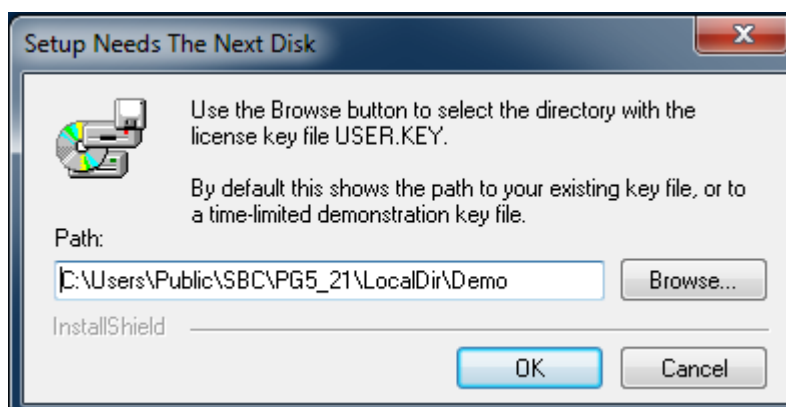 Setup Needs The Next Disk
Use the Browse button to select the directory with the
license key file USER.KEY.
By default this shows the path to your existing key file, or to
a time-limited demonstration key file.
Path:
C:\Users\Public\SBC\PG5_21\LocalDir\Demo
Browse...
InstallShield
OK
Cancel